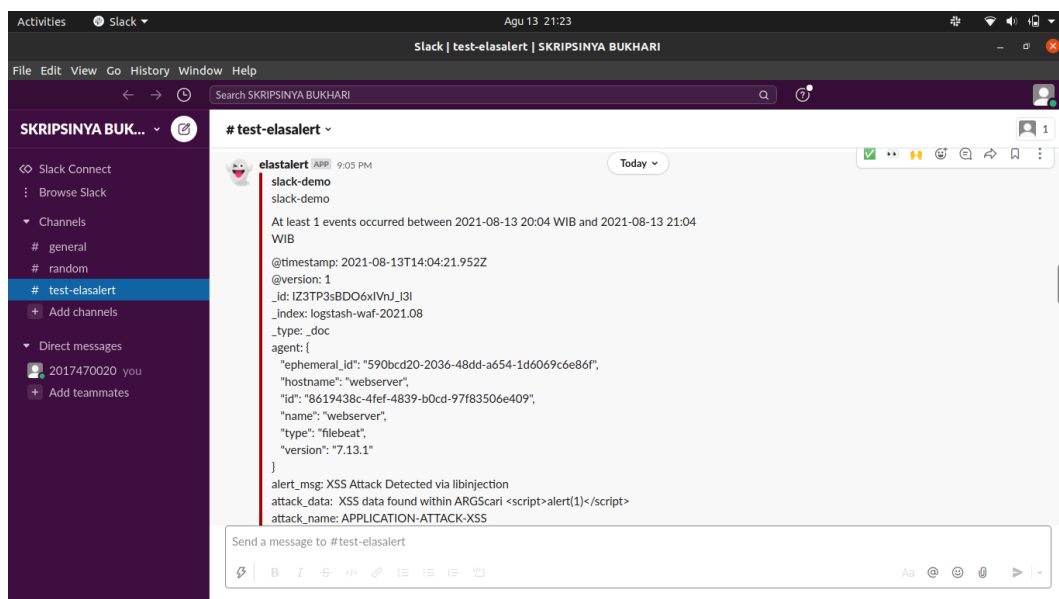 Activities Slack Agu 13 21:23
Slack | test-elasalert | SKRIPSINYA BUKHARI
File Edit View Go History Window Help
Search SKRIPSINYA BUKHARI
SKRIPSINYA BUK...
# test-elasalert
1
Slack Connect
Browse Slack
Channels
# general
# random
# test-elasalert
+ Add channels
Direct messages
2017470020 you
+ Add teammates
Today
elastalert APP 9:05 PM
slack-demo
slack-demo
At least 1 events occurred between 2021-08-13 20:04 WIB and 2021-08-13 21:04
WIB
@timestamp: 2021-08-13T14:04:21.952Z
@version: 1
_id: IZ3TP3sBDO6xIVnJ_I3l
_index: logstash-waf-2021.08
_type: _doc
agent: {
"ephemeral_id": "590bcd20-2036-48dd-a654-1d6069c6e86f",
"hostname": "webserver",
"id": "8619438c-4fef-4839-b0cd-97f83506e409",
"name": "webserver",
"type": "filebeat",
"version": "7.13.1"
}
alert_msg: XSS Attack Detected via libinjection
attack_data: XSS data found within ARGScari <script>alert(1)</script>
attack_name: APPLICATION-ATTACK-XSS
Send a message to #test-elasalert
B I S </> Aa @